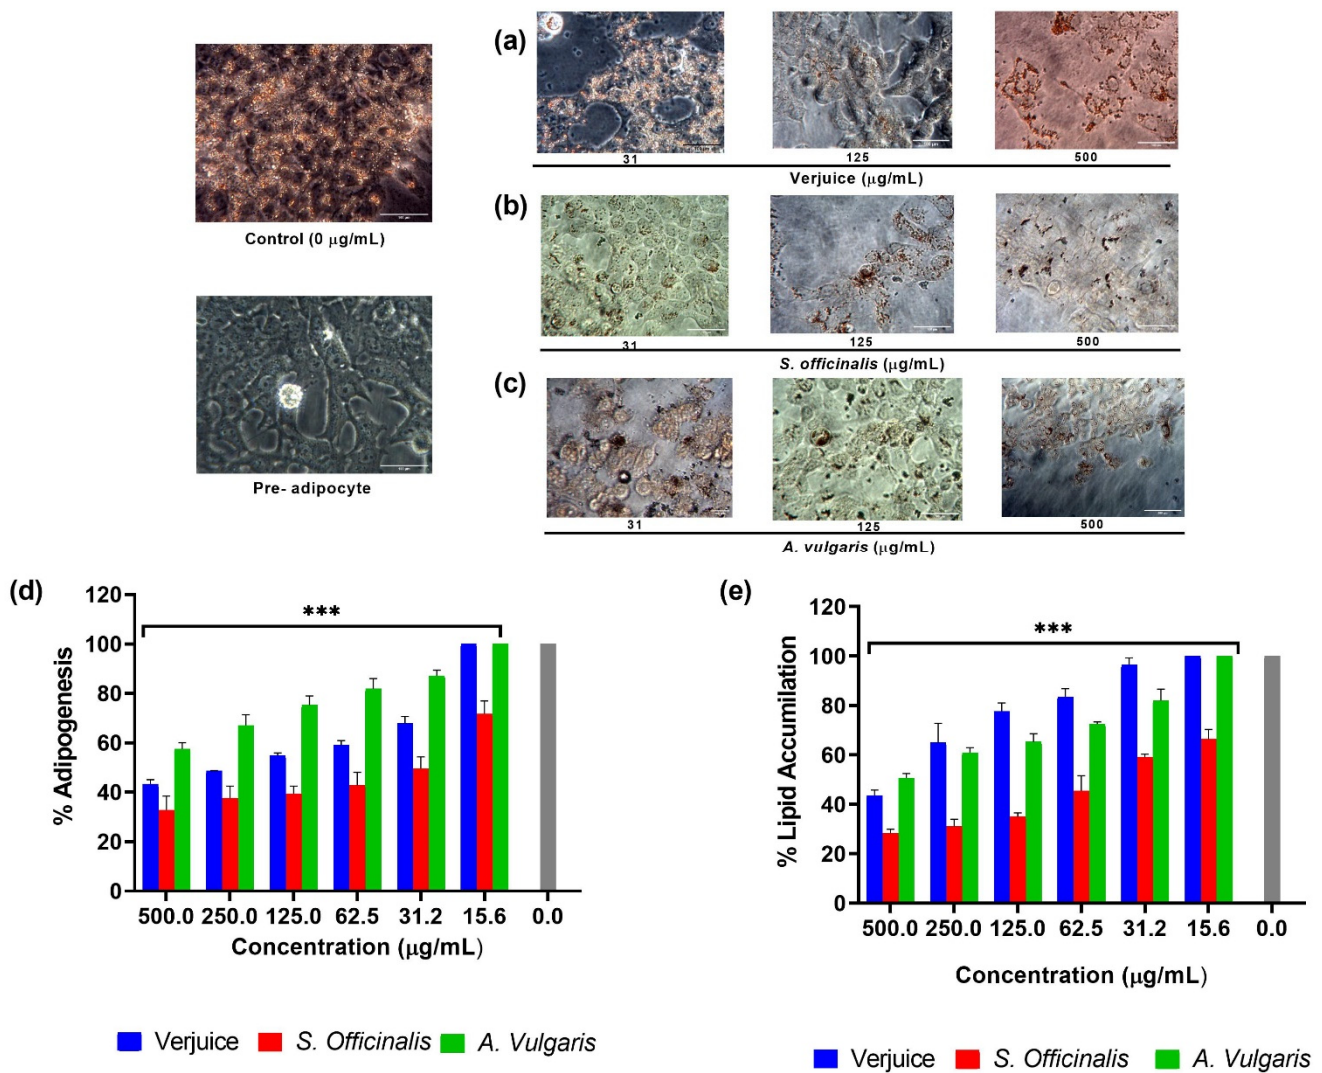 Control (0 μg/mL)
Pre- adipocyte
(a)
31 125 500
Verjuice (μg/mL)
(b)
31 125 500
S. officinalis (μg/mL)
(c)
31 125 500
A. vulgaris (μg/mL)
(d)
% Adipogenesis
120
100
80
60
40
20
0
***
500.0 250.0 125.0 62.5 31.2 15.6 0.0
Concentration (μg/mL)
Verjuice S. Officinalis A. Vulgaris
(e)
% Lipid Accumilation
120
100
80
60
40
20
0
***
500.0 250.0 125.0 62.5 31.2 15.6 0.0
Concentration (μg/mL)
Verjuice S. Officinalis A. Vulgaris